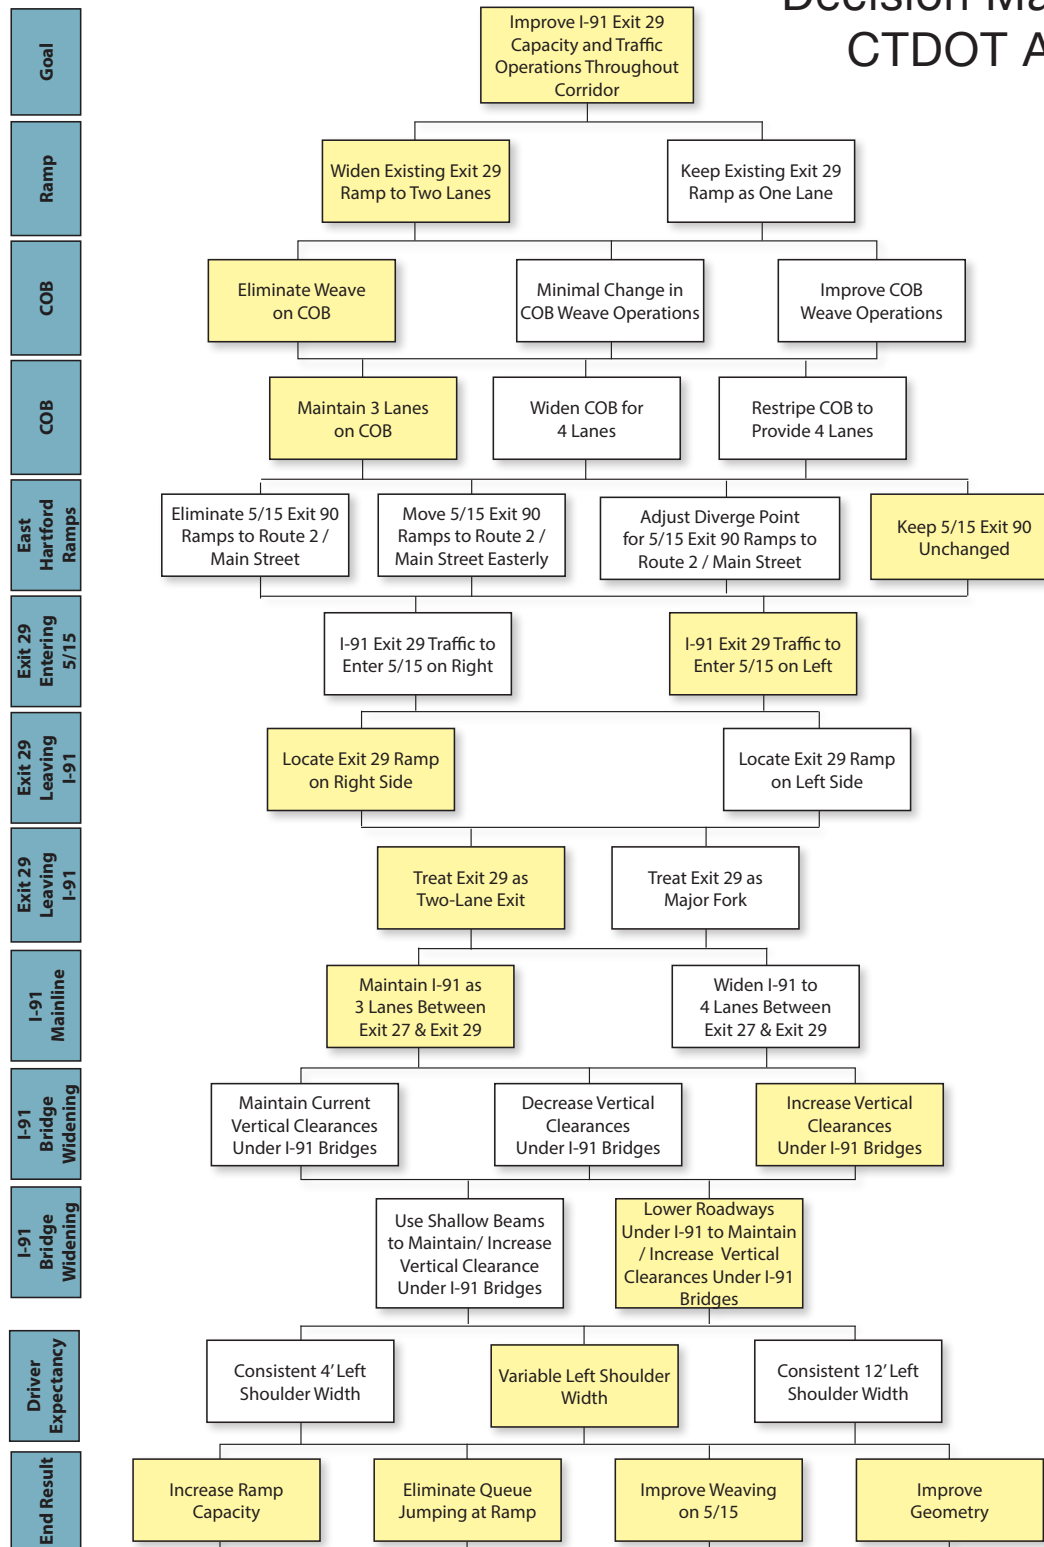 CTDOT A
Goal
Improve I-91 Exit 29
Capacity and Traffic
Operations Throughout
Corridor
Ramp
Widen Existing Exit 29
Ramp to Two Lanes
Keep Existing Exit 29
Ramp as One Lane
COB
Eliminate Weave
on COB
Minimal Change in
COB Weave Operations
Improve COB
Weave Operations
COB
Maintain 3 Lanes
on COB
Widen COB for
4 Lanes
Restripe COB to
Provide 4 Lanes
East
Hartford
Ramps
Eliminate 5/15 Exit 90
Ramps to Route 2 /
Main Street
Move 5/15 Exit 90
Ramps to Route 2 /
Main Street Easterly
Adjust Diverge Point
for 5/15 Exit 90 Ramps to
Route 2 / Main Street
Keep 5/15 Exit 90
Unchanged
Exit 29
Entering
5/15
I-91 Exit 29 Traffic to
Enter 5/15 on Right
I-91 Exit 29 Traffic to
Enter 5/15 on Left
Exit 29
Leaving
I-91
Locate Exit 29 Ramp
on Right Side
Locate Exit 29 Ramp
on Left Side
Exit 29
Leaving
I-91
Treat Exit 29 as
Two-Lane Exit
Treat Exit 29 as
Major Fork
I-91
Mainline
Maintain I-91 as
3 Lanes Between
Exit 27 & Exit 29
Widen I-91 to
4 Lanes Between
Exit 27 & Exit 29
I-91
Bridge
Widening
Maintain Current
Vertical Clearances
Under I-91 Bridges
Decrease Vertical
Clearances
Under I-91 Bridges
Increase Vertical
Clearances
Under I-91 Bridges
I-91
Bridge
Widening
Use Shallow Beams
to Maintain/ Increase
Vertical Clearance
Under I-91 Bridges
Lower Roadways
Under I-91 to Maintain
/ Increase Vertical
Clearances Under I-91
Bridges
Driver
Expectancy
Consistent 4' Left
Shoulder Width
Variable Left Shoulder
Width
Consistent 12' Left
Shoulder Width
End Result
Increase Ramp
Capacity
Eliminate Queue
Jumping at Ramp
Improve Weaving
on 5/15
Improve
Geometry